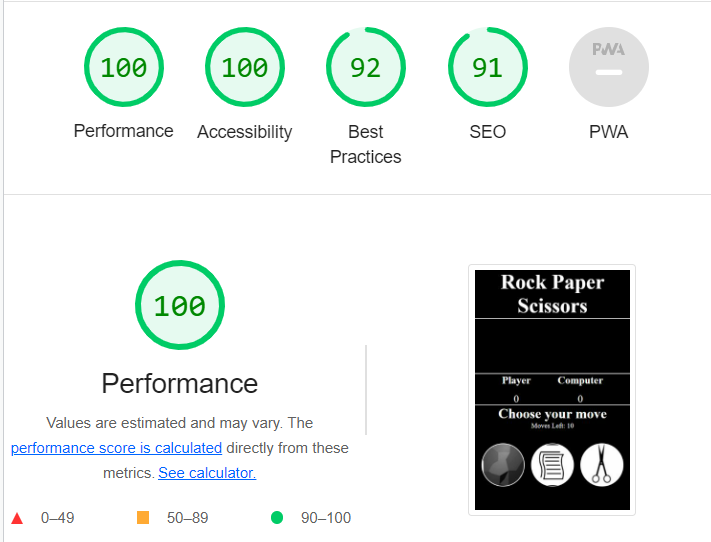 100
100
92
91
PWA
Performance
Accessibility
Best
Practices
SEO
PWA
100
Performance
Values are estimated and may vary. The
performance score is calculated directly from these
metrics. See calculator.
0–49
50–89
90–100
Rock Paper
Scissors
Player
Computer
0
0
Choose your move
Moves Left: 10